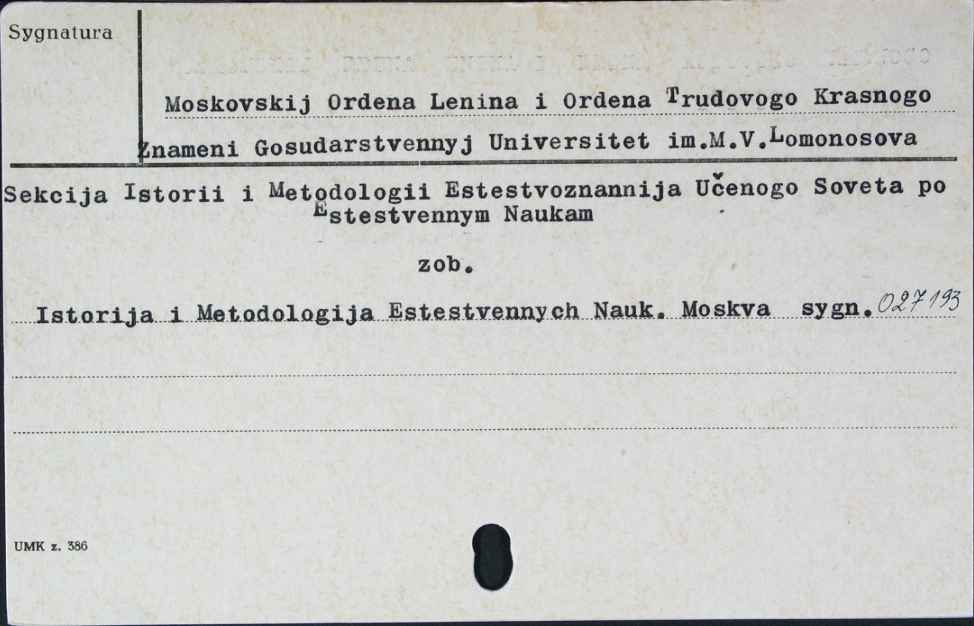 Sygnatura
Moskovskij Ordena Lenina i Ordena Trudovogo Krasnogo
Znameni Gosudarstvennyj Universitet im.M.V.Lomonosova
Sekcija Istorii i Metodologii Estestvoznannija Učenogo Soveta po
Estestvennym Naukam
zob.
Istorija i Metodologija Estestvennych Nauk. Moskva sygn. 027193
UMK z. 386